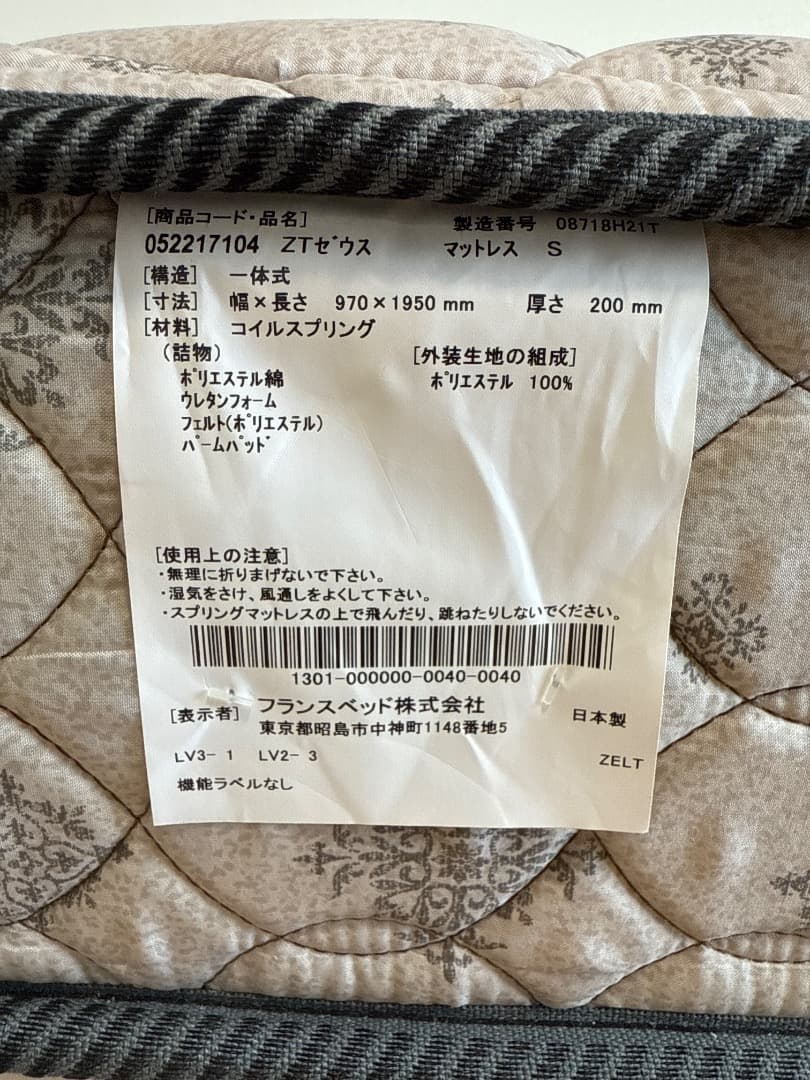 [商品コード・品名] 製造番号 08718H21T
052217104 ZTゼウス マットレス S
[構造] 一体式
[寸法] 幅×長さ 970×1950 mm 厚さ 200 mm
[材料] コイルスプリング
(詰物) [外装生地の組成]
ポリエステル綿 ポリエステル 100%
ウレタンフォーム
フェルト(ポリエステル)
パームパッド
[使用上の注意]
・無理に折りまげないで下さい。
・湿気をさけ、風通しをよくして下さい。
・スプリングマットレスの上で飛んだり、跳ねたりしないでください。
1301-000000-0040-0040
[表示者] フランスベッド株式会社 日本製
東京都昭島市中神町1148番地5
LV3- 1 LV2- 3 ZELT
機能ラベルなし